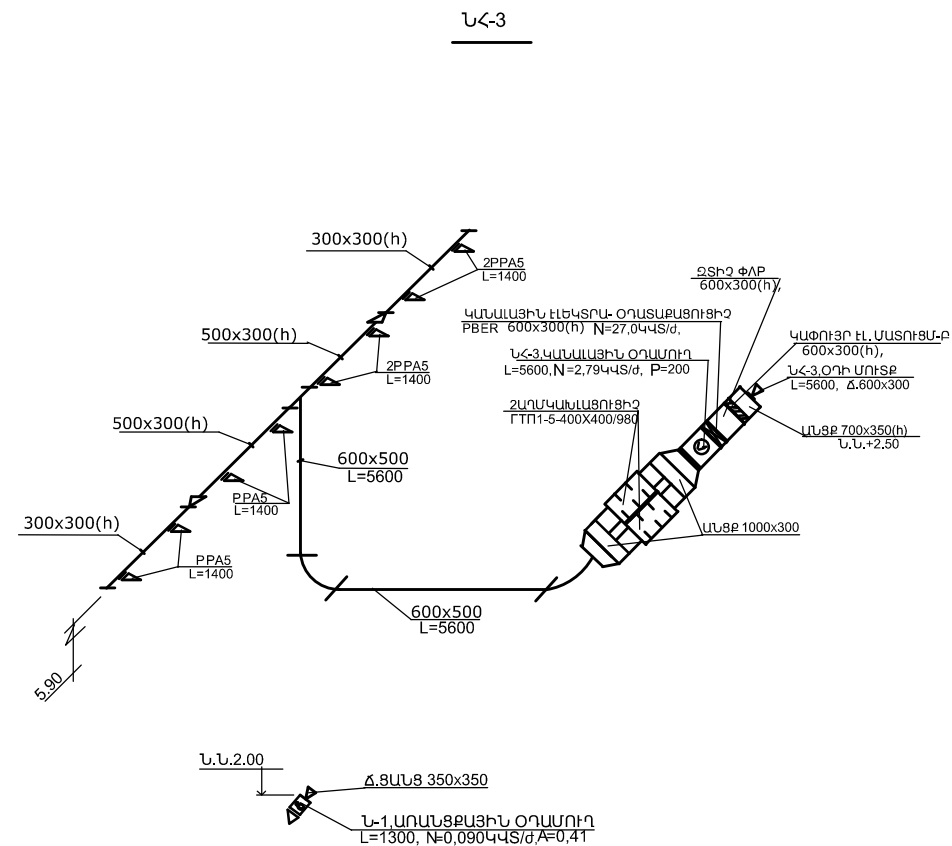 ՆՀ-3
300x300(h)
2PPA5
L=1400
500x300(h)
2PPA5
L=1400
500x300(h)
PPA5
L=1400
300x300(h)
PPA5
L=1400
600x500
L=5600
600x500
L=5600
5.90
ԶՏԻՉ ФЛР
600x300(h),
ԿԱՆԱԼԱՅԻՆ ԷԼԵԿՏՐԱ- ՕԴԱՏԱՔԱՑՈՒՑԻՉ
PBER 600x300(h) N=27,0ԿՎՏ/Ժ,
ՆՀ-3,ԿԱՆԱԼԱՅԻՆ ՕԴԱՄՈՒՂ
L=5600, N=2,79ԿՎՏ/Ժ, P=200
2ԱՂՄԿԱԽԼԱՑՈՒՑԻՉ
ГТП1-5-400X400/980
ԿԱՓՈՒՅՐ ԷԼ. ՄԱՏՈՒՑՄ-Բ
600x300(h),
ՆՀ-3,ՕԴԻ ՄՈՒՏՔ
L=5600, Ճ.600x300
ԱՆՑՔ 700x350(h)
Ն.Ն.+2.50
ԱՆՑՔ 1000x300
Ն.Ն.2.00
Ճ.ՑԱՆՑ 350x350
Ն-1,ԱՌԱՆՑՔԱՅԻՆ ՕԴԱՄՈՒՂ
L=1300, N=0,090ԿՎՏ/Ժ,A=0,41